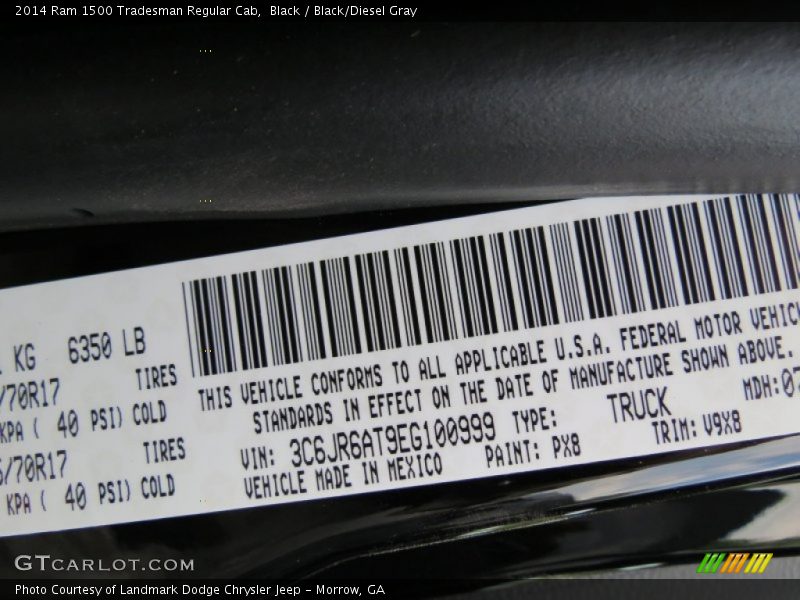 2014 Ram 1500 Tradesman Regular Cab,  Black / Black/Diesel Gray
KG 6350 LB
/70R17 TIRES
KPA ( 40 PSI) COLD
/70R17 TIRES
KPA ( 40 PSI) COLD
THIS VEHICLE CONFORMS TO ALL APPLICABLE U.S.A. FEDERAL MOTOR VEHICL
STANDARDS IN EFFECT ON THE DATE OF MANUFACTURE SHOWN ABOVE.
VIN: 3C6JR6AT9EG100999 TYPE: TRUCK MDH:07
VEHICLE MADE IN MEXICO PAINT: PX8 TRIM: V9X8
GTCARLOT.COM
Photo Courtesy of Landmark Dodge Chrysler Jeep - Morrow, GA